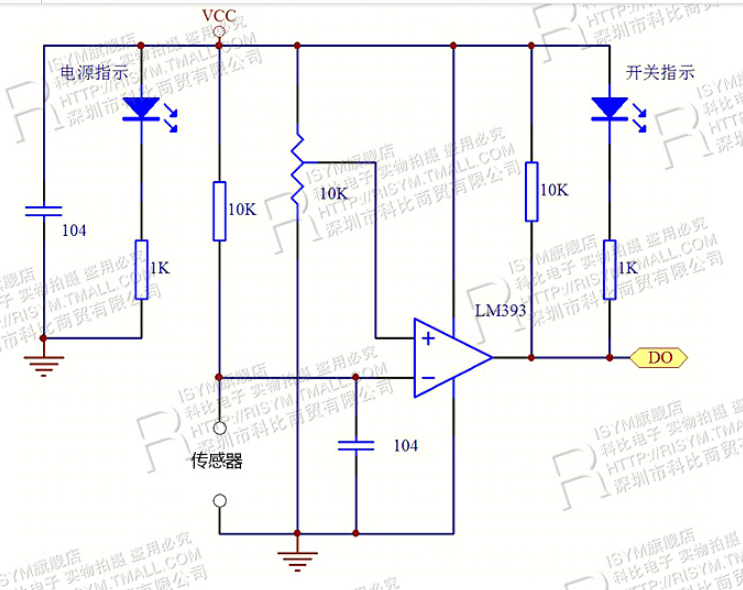 VCC
电源指示
开关指示
10K
10K
10K
104
1K
1K
LM393
+
−
DO
104
传感器
ISYM旗舰店
科比电子 实物拍摄 盗用必究
HTTP://RISYM.TMALL.COM
深圳市科比商贸有限公司